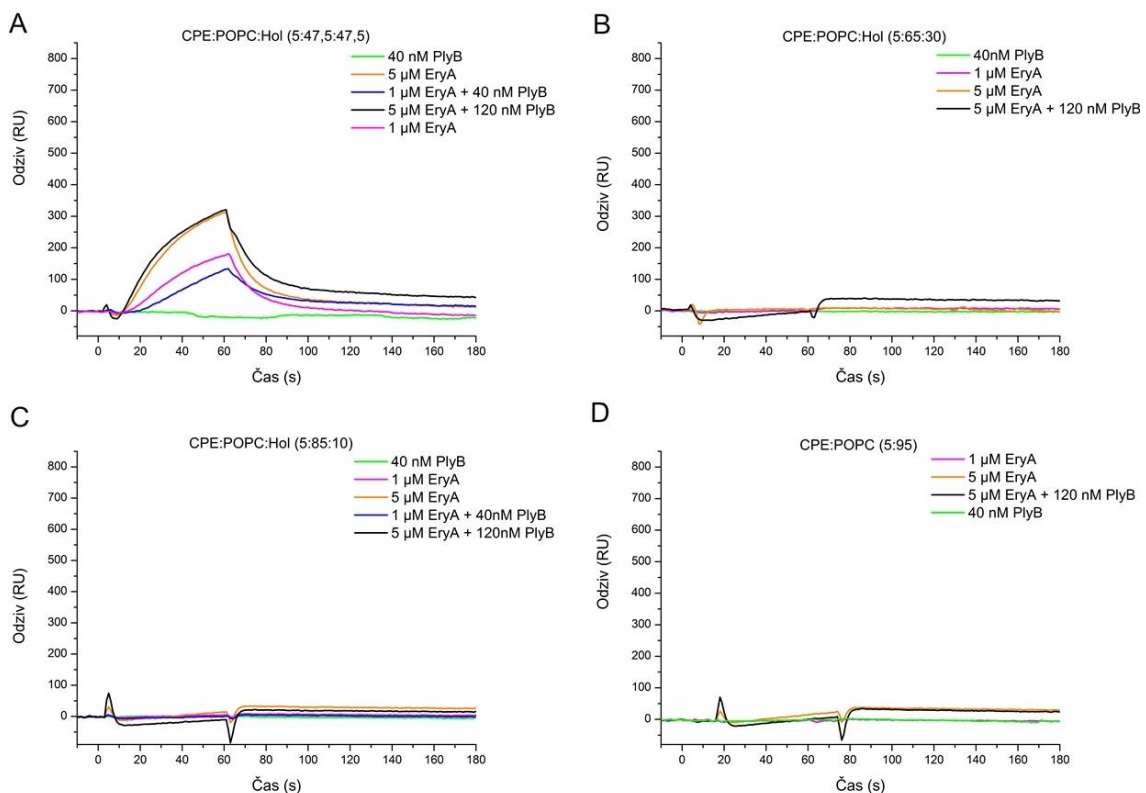 A
CPE:POPC:Hol (5:47,5:47,5)
40 nM PlyB
5 µM EryA
1 µM EryA + 40 nM PlyB
5 µM EryA + 120 nM PlyB
1 µM EryA
Odziv (RU)
800
700
600
500
400
300
200
100
0
0 20 40 60 80 100 120 140 160 180
Čas (s)
B
CPE:POPC:Hol (5:65:30)
40nM PlyB
1 µM EryA
5 µM EryA
5 µM EryA + 120 nM PlyB
Odziv (RU)
800
700
600
500
400
300
200
100
0
0 20 40 60 80 100 120 140 160 180
Čas (s)
C
CPE:POPC:Hol (5:85:10)
40 nM PlyB
1 µM EryA
5 µM EryA
1 µM EryA + 40nM PlyB
5 µM EryA + 120nM PlyB
Odziv (RU)
800
700
600
500
400
300
200
100
0
0 20 40 60 80 100 120 140 160 180
Čas (s)
D
CPE:POPC (5:95)
1 µM EryA
5 µM EryA
5 µM EryA + 120 nM PlyB
40 nM PlyB
Odziv (RU)
800
700
600
500
400
300
200
100
0
0 20 40 60 80 100 120 140 160 180
Čas (s)